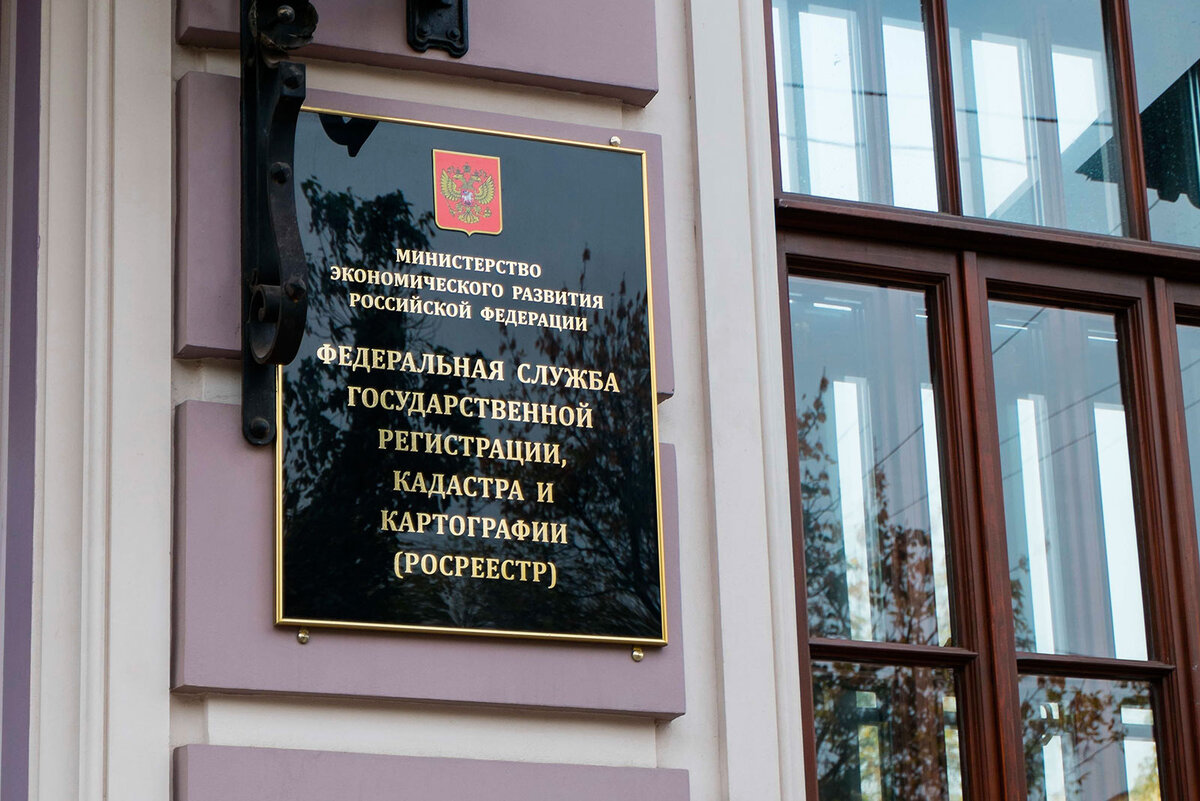 МИНИСТЕРСТВО
ЭКОНОМИЧЕСКОГО РАЗВИТИЯ
РОССИЙСКОЙ ФЕДЕРАЦИИ
ФЕДЕРАЛЬНАЯ СЛУЖБА
ГОСУДАРСТВЕННОЙ
РЕГИСТРАЦИИ,
КАДАСТРА И
КАРТОГРАФИИ
(РОСРЕЕСТР)